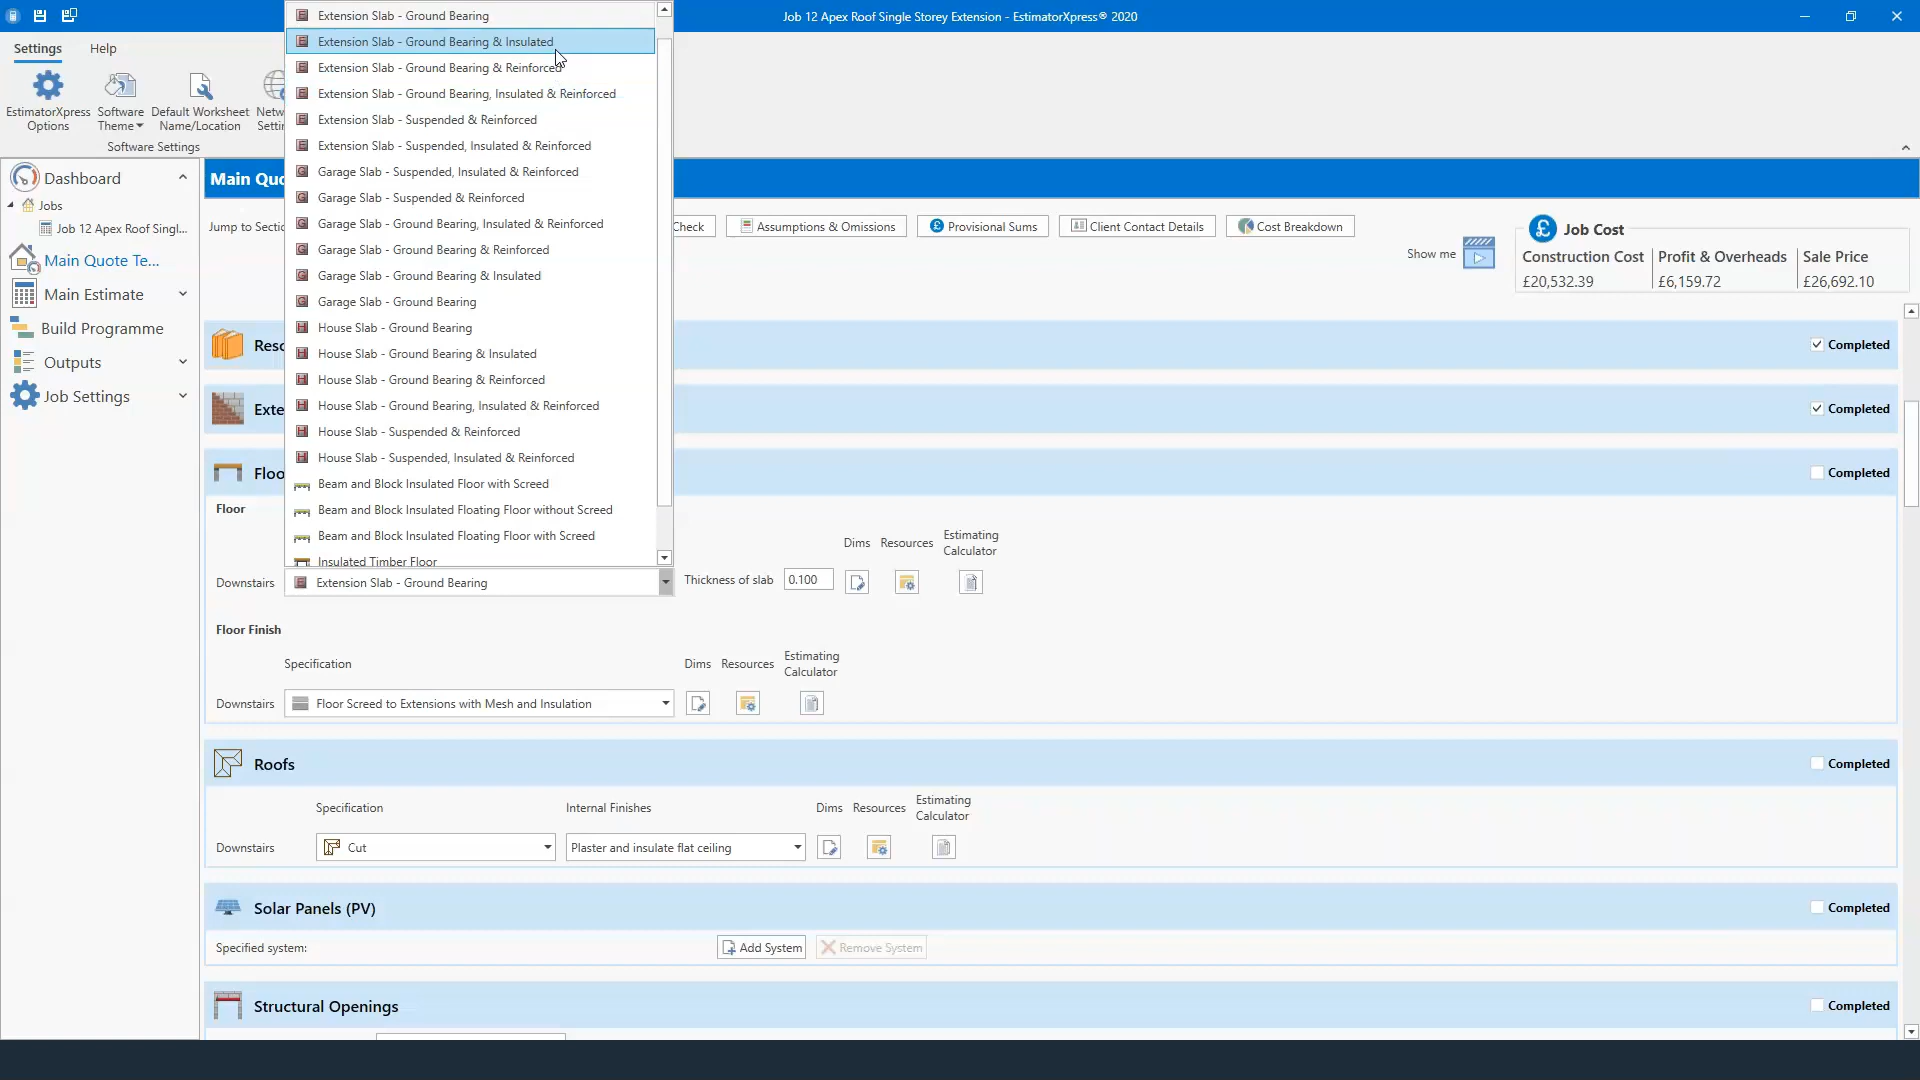 Job 12 Apex Roof Single Storey Extension - EstimatorXpress® 2020
Settings
Help
EstimatorXpress
Options
Software
Theme
Default Worksheet
Name/Location
Software Settings
Extension Slab - Ground Bearing
Extension Slab - Ground Bearing & Insulated
Extension Slab - Ground Bearing & Reinforced
Extension Slab - Ground Bearing, Insulated & Reinforced
Extension Slab - Suspended & Reinforced
Extension Slab - Suspended, Insulated & Reinforced
Garage Slab - Suspended, Insulated & Reinforced
Garage Slab - Suspended & Reinforced
Garage Slab - Ground Bearing, Insulated & Reinforced
Garage Slab - Ground Bearing & Reinforced
Garage Slab - Ground Bearing & Insulated
Garage Slab - Ground Bearing
House Slab - Ground Bearing
House Slab - Ground Bearing & Insulated
House Slab - Ground Bearing & Reinforced
House Slab - Ground Bearing, Insulated & Reinforced
House Slab - Suspended & Reinforced
House Slab - Suspended, Insulated & Reinforced
Beam and Block Insulated Floor with Screed
Beam and Block Insulated Floating Floor without Screed
Beam and Block Insulated Floating Floor with Screed
Insulated Timber Floor
Dashboard
Jobs
Job 12 Apex Roof Singl...
Main Quote Te...
Main Estimate
Build Programme
Outputs
Job Settings
Main Quo
Jump to Sectio
Check
Assumptions & Omissions
Provisional Sums
Client Contact Details
Cost Breakdown
Show me
Job Cost
Construction Cost
Profit & Overheads
Sale Price
£20,532.39
£6,159.72
£26,692.10
Reso
Completed
Exte
Completed
Floo
Completed
Floor
Dims
Resources
Estimating
Calculator
Downstairs
Extension Slab - Ground Bearing
Thickness of slab
0.100
Floor Finish
Specification
Dims
Resources
Estimating
Calculator
Downstairs
Floor Screed to Extensions with Mesh and Insulation
Roofs
Completed
Specification
Internal Finishes
Dims
Resources
Estimating
Calculator
Downstairs
Cut
Plaster and insulate flat ceiling
Solar Panels (PV)
Completed
Specified system:
Add System
Remove System
Structural Openings
Completed